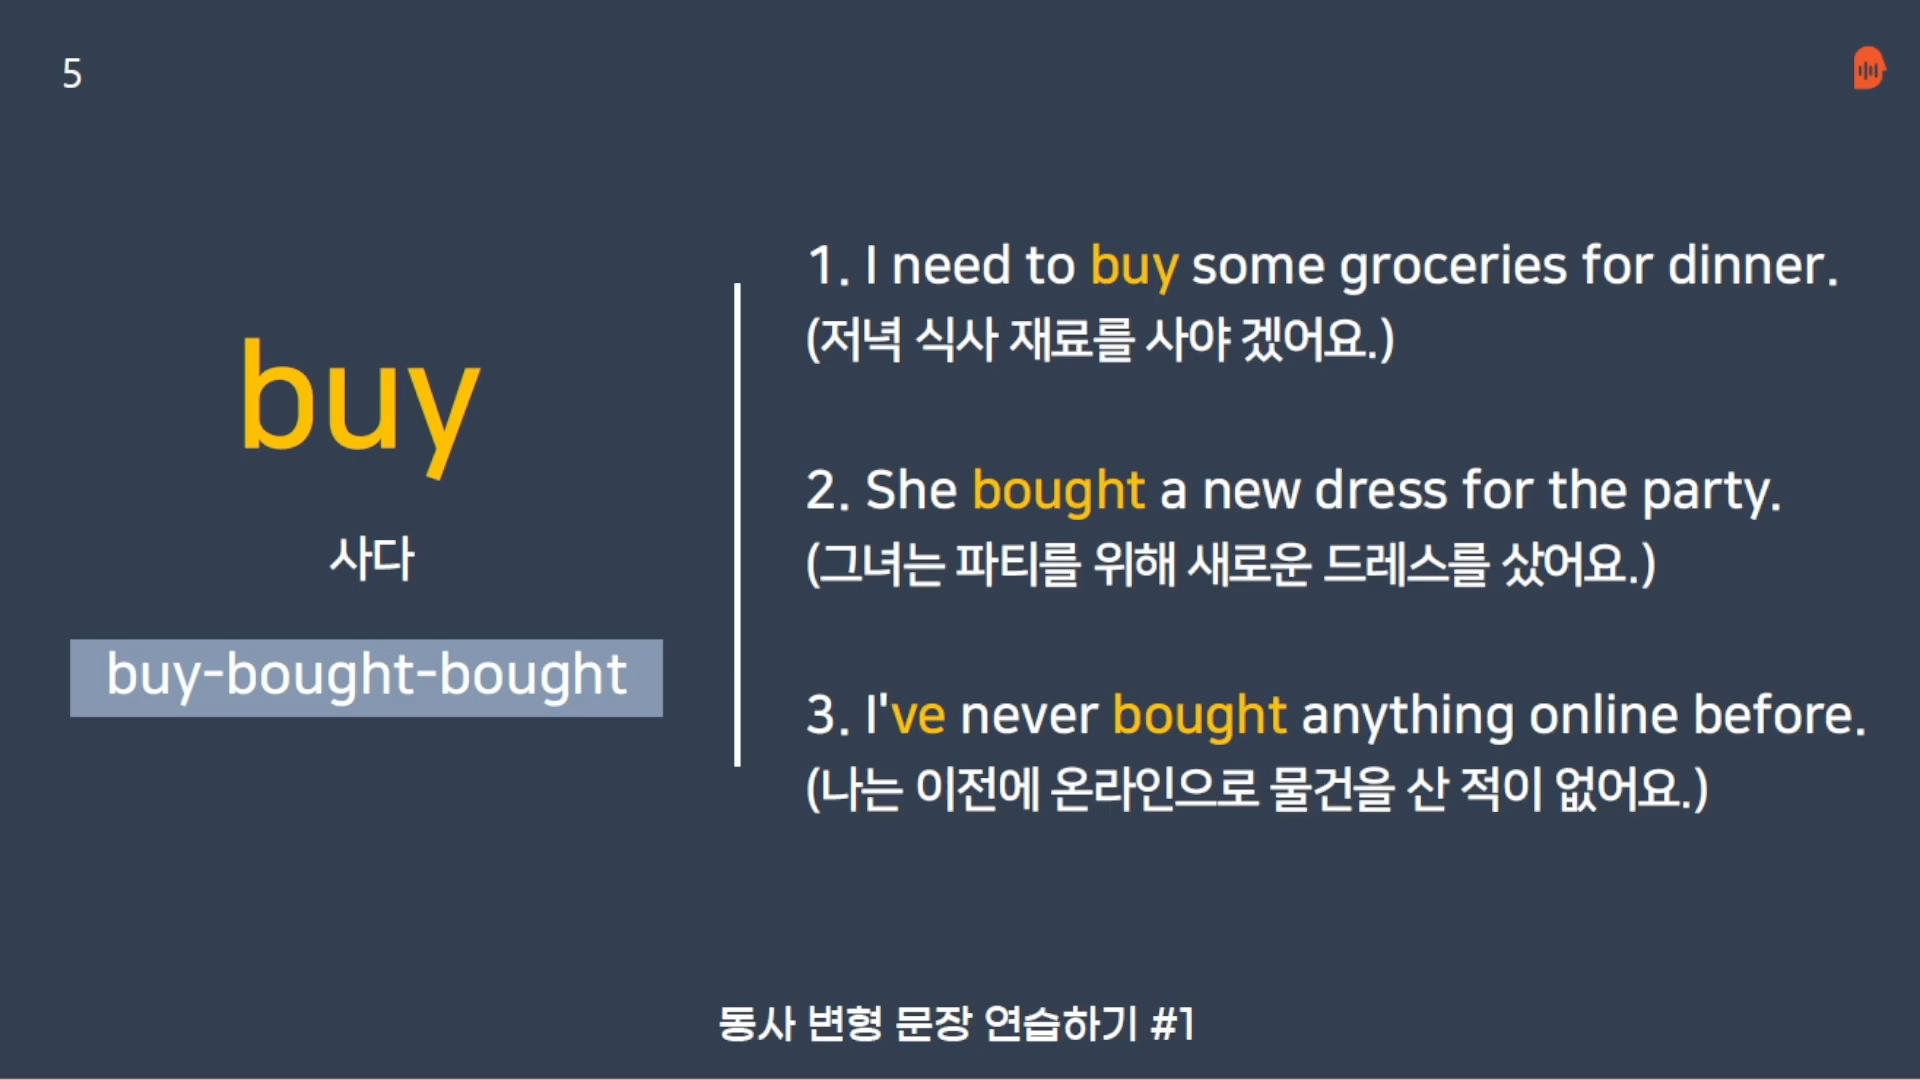 5
buy
사다
buy-bought-bought
1. I need to buy some groceries for dinner.
(저녁 식사 재료를 사야 겠어요.)
2. She bought a new dress for the party.
(그녀는 파티를 위해 새로운 드레스를 샀어요.)
3. I've never bought anything online before.
(나는 이전에 온라인으로 물건을 산 적이 없어요.)
동사 변형 문장 연습하기 #1